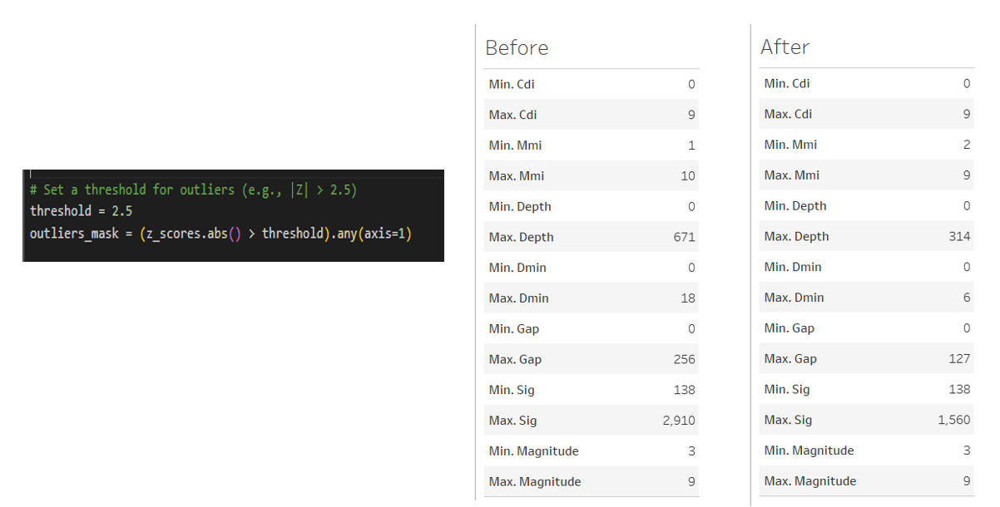 # Set a threshold for outliers (e.g., |Z| > 2.5)
threshold = 2.5
outliers_mask = (z_scores.abs() > threshold).any(axis=1)
Before
Min. Cdi 0
Max. Cdi 9
Min. Mmi 1
Max. Mmi 10
Min. Depth 0
Max. Depth 671
Min. Dmin 0
Max. Dmin 18
Min. Gap 0
Max. Gap 256
Min. Sig 138
Max. Sig 2,910
Min. Magnitude 3
Max. Magnitude 9
After
Min. Cdi 0
Max. Cdi 9
Min. Mmi 2
Max. Mmi 9
Min. Depth 0
Max. Depth 314
Min. Dmin 0
Max. Dmin 6
Min. Gap 0
Max. Gap 127
Min. Sig 138
Max. Sig 1,560
Min. Magnitude 3
Max. Magnitude 9